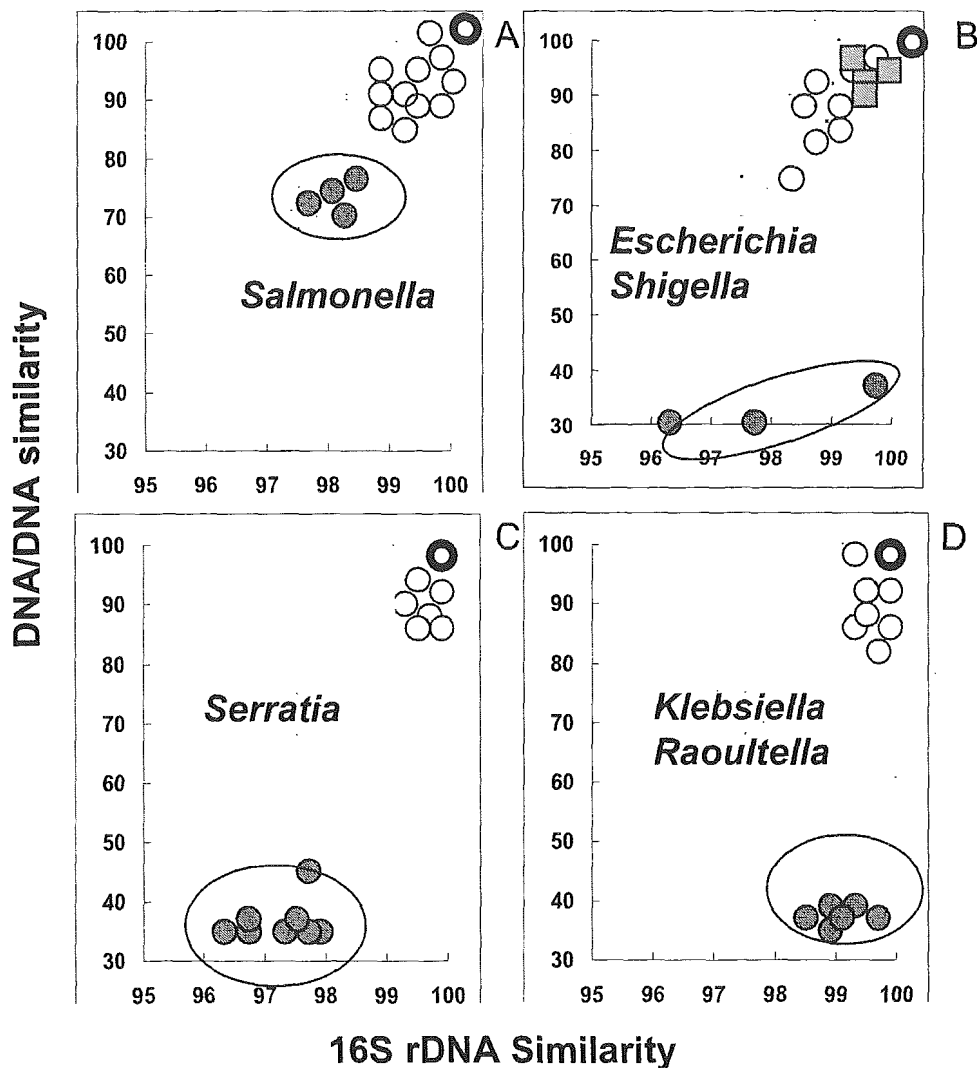 DNA/DNA similarity
A
100
90
80
70
60
50
40
30
95 96 97 98 99 100
Salmonella
B
100
90
80
70
60
50
40
30
95 96 97 98 99 100
Escherichia
Shigella
C
100
90
80
70
60
50
40
30
95 96 97 98 99 100
Serratia
D
100
90
80
70
60
50
40
30
95 96 97 98 99 100
Klebsiella
Raoultella
16S rDNA Similarity